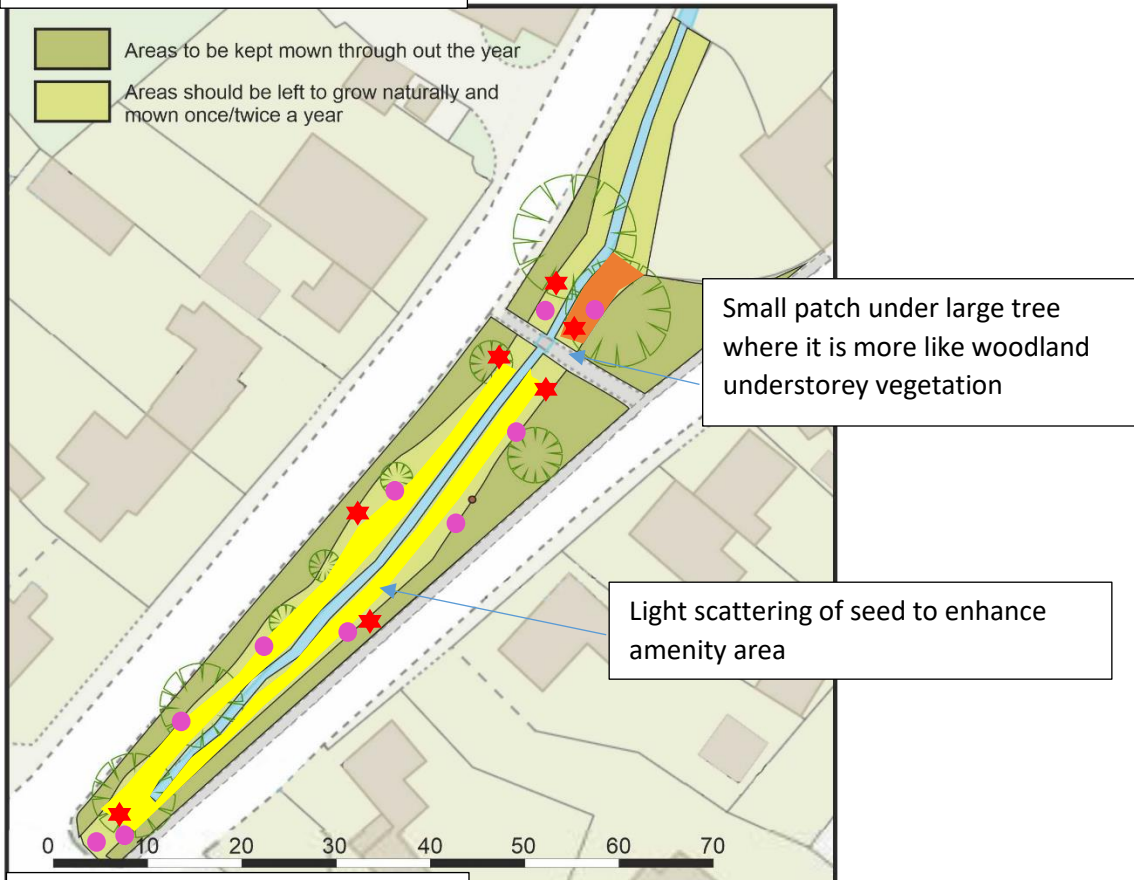 Areas to be kept mown through out the year
Areas should be left to grow naturally and
mown once/twice a year
Small patch under large tree
where it is more like woodland
understorey vegetation
Light scattering of seed to enhance
amenity area
0 10 20 30 40 50 60 70